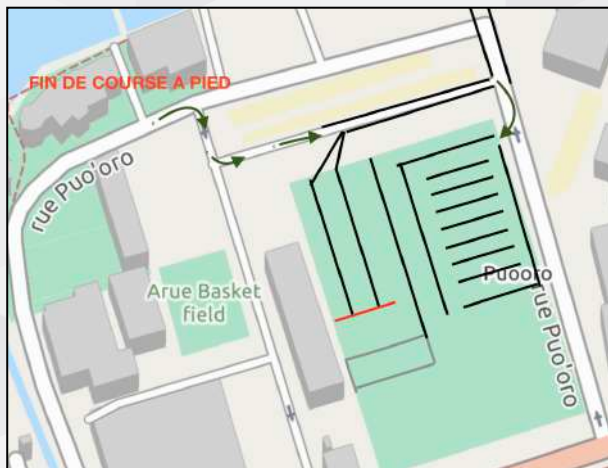 FIN DE COURSE A PIED
rue Puo'oro
Arue Basket
field
Puooro
rue Puo'oro